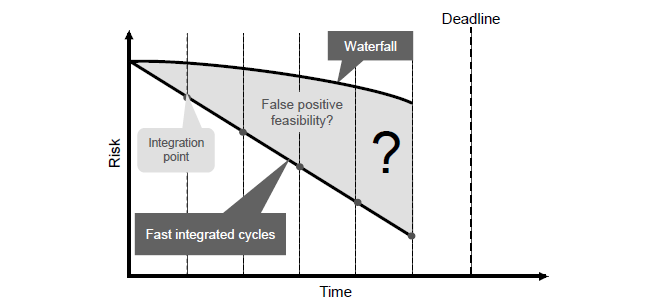 Deadline
Waterfall
False positive
feasibility?
?
Integration
point
Risk
Fast integrated cycles
Time